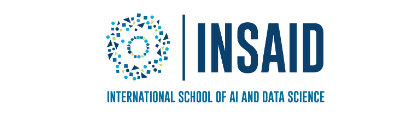 INSAID
INTERNATIONAL SCHOOL OF AI AND DATA SCIENCE